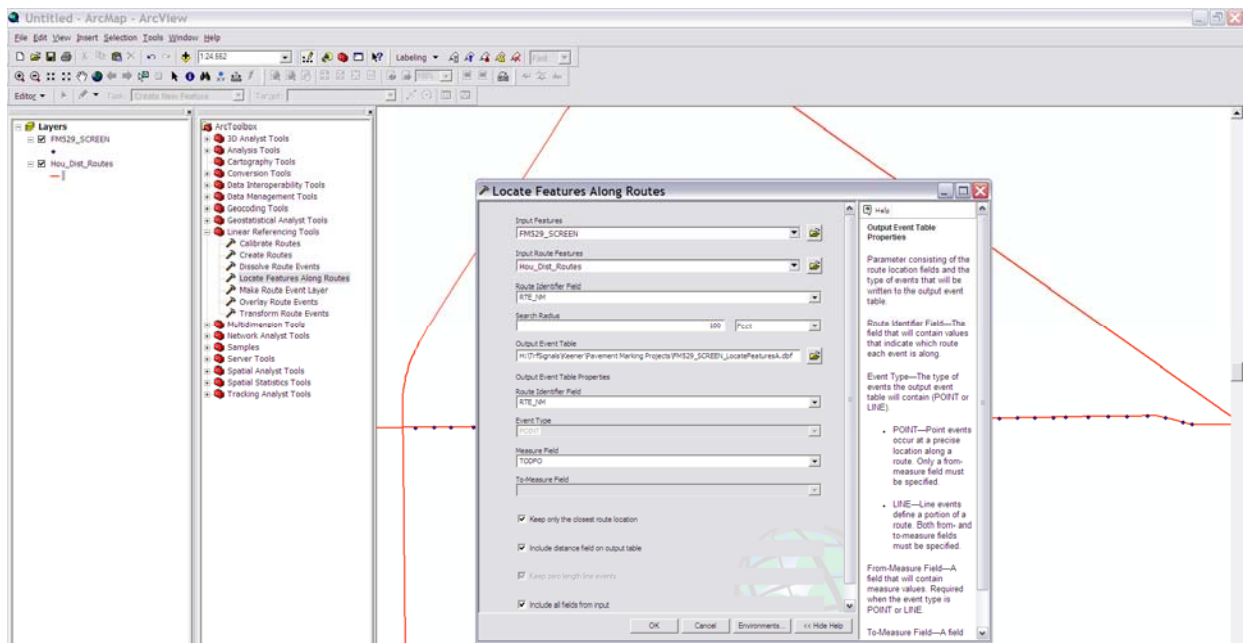 Untitled - ArcMap - ArcView
File Edit View Insert Selection Tools Window Help
1:24,662
Labeling
Fast
Editor
Task: Create New Feature
Target:
Layers
FM529_SCREEN
Hou_Dist_Routes
ArcToolbox
3D Analyst Tools
Analysis Tools
Cartography Tools
Conversion Tools
Data Interoperability Tools
Data Management Tools
Geocoding Tools
Geostatistical Analyst Tools
Linear Referencing Tools
Calibrate Routes
Create Routes
Dissolve Route Events
Locate Features Along Routes
Make Route Event Layer
Overlay Route Events
Transform Route Events
Multidimension Tools
Network Analyst Tools
Samples
Server Tools
Spatial Analyst Tools
Spatial Statistics Tools
Tracking Analyst Tools
Locate Features Along Routes
Input Features
FM529_SCREEN
Input Route Features
Hou_Dist_Routes
Route Identifier Field
RTE_NM
Search Radius
100 Feet
Output Event Table
H:\TrfSignals\Keener\Pavement Marking Projects\FM529_SCREEN_LocateFeaturesA.dbf
Output Event Table Properties
Route Identifier Field
RTE_NM
Event Type
POINT
Measure Field
TODFO
To-Measure Field
Keep only the closest route location
Include distance field on output table
Keep zero length line events
Include all fields from input
OK
Cancel
Environments...
<< Hide Help
Help
Output Event Table
Properties
Parameter consisting of
the route location fields and the
type of events that will be
written to the output event
table.
Route Identifier Field—The
field that will contain values
that indicate which route
each event is along.
Event Type—The type of
events the output event
table will contain (POINT or
LINE).
POINT—Point events
occur at a precise
location along a
route. Only a from-
measure field must
be specified.
LINE—Line events
define a portion of a
route. Both from- and
to-measure fields
must be specified.
From-Measure Field—A
field that will contain
measure values. Required
when the event type is
POINT or LINE.
To-Measure Field—A field